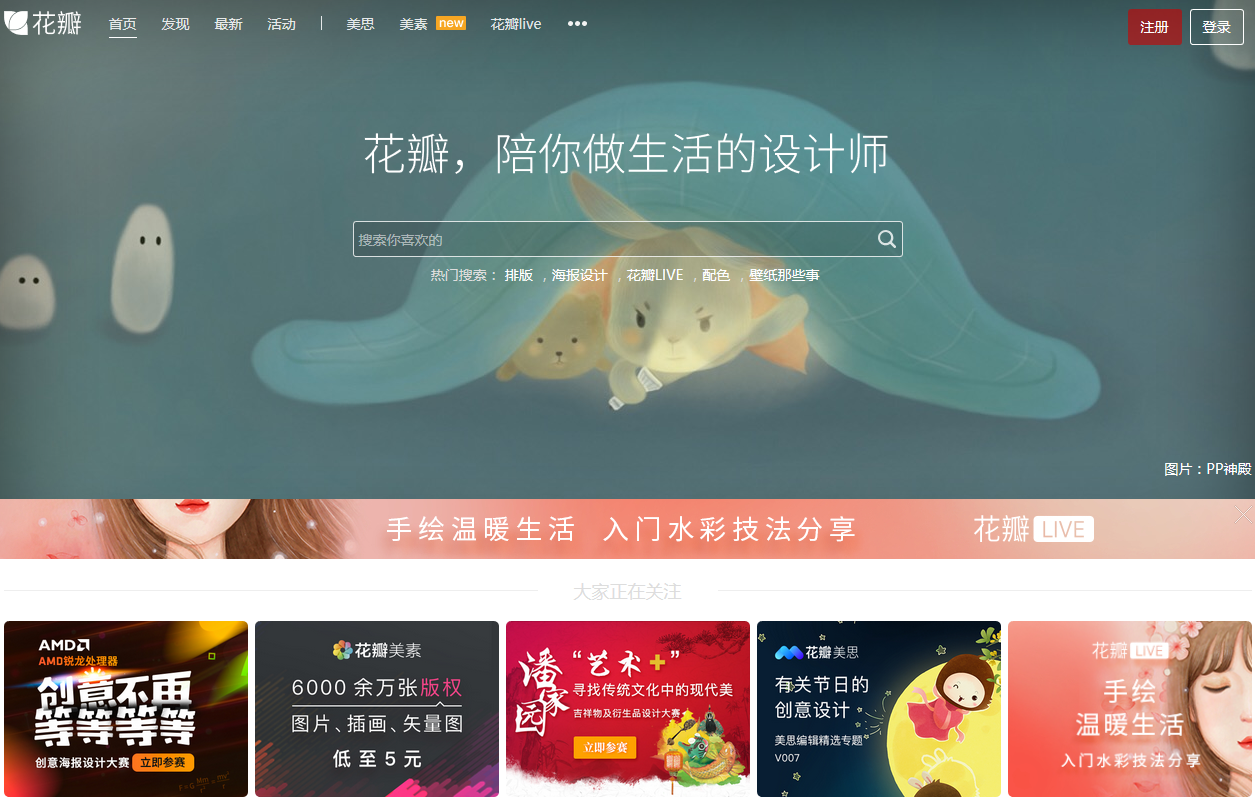 花瓣 首页 发现 最新 活动 | 美思 美素 new 花瓣live ••• 注册 登录
花瓣，陪你做生活的设计师
搜索你喜欢的
热门搜索： 排版 ，海报设计 ，花瓣LIVE ，配色 ，壁纸那些事
图片：PP神殿
手绘温暖生活 入门水彩技法分享 花瓣 LIVE
大家正在关注
AMD
AMD锐龙处理器
创意不再
等等等等
创意海报设计大赛 立即参赛
花瓣美素
6000 余万张版权
图片、插画、矢量图
低至5元
潘家园
“艺术+”
寻找传统文化中的现代美
吉祥物及衍生品设计大赛
立即参赛
花瓣美思
有关节日的
创意设计
美思编辑精选专题
V007
花瓣 LIVE
手绘
温暖生活
入门水彩技法分享